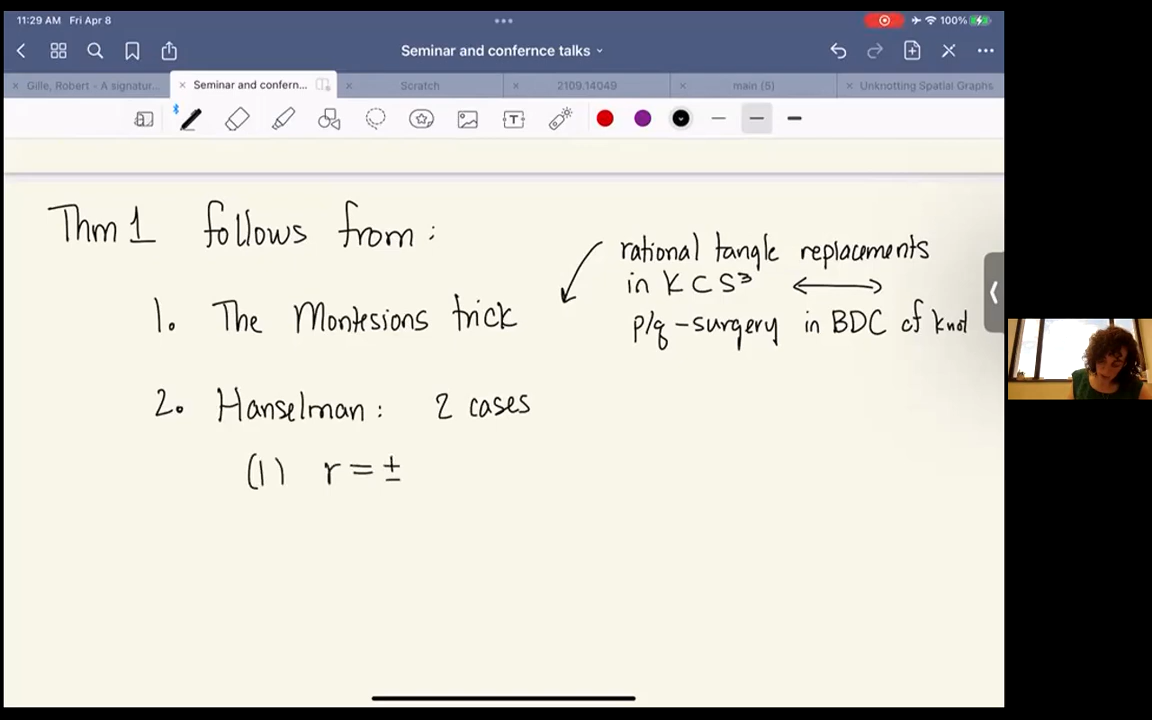 11:29 AM Fri Apr 8
100%
Seminar and confernce talks
Gille, Robert - A signatur...
Seminar and confern...
Scratch
2109.14049
main (5)
Unknotting Spatial Graphs
Thm 1 follows from:
rational tangle replacements
in K ⊂ S³ ⟷
1. The Montesions trick
p/q-surgery in BDC of knot
2. Hanselman: 2 cases
(1) r = ±